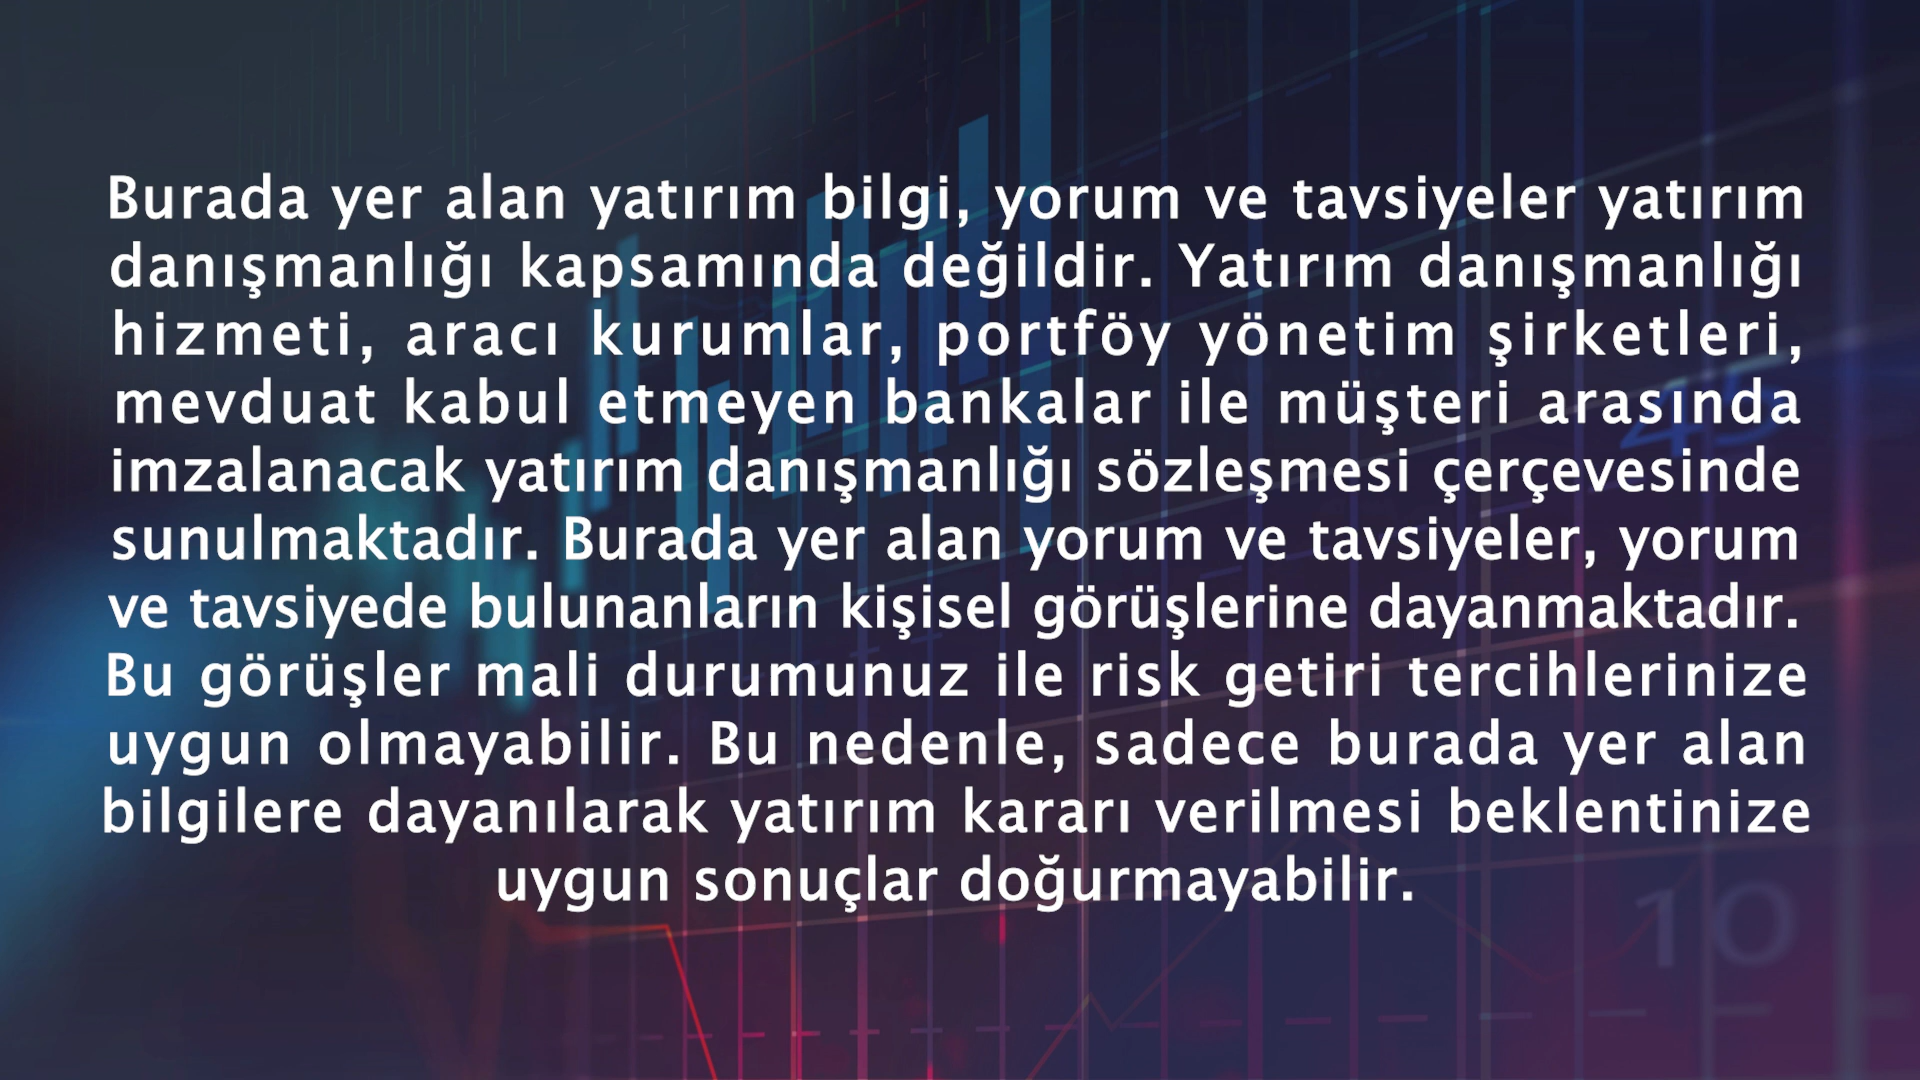 Burada yer alan yatırım bilgi, yorum ve tavsiyeler yatırım
danışmanlığı kapsamında değildir. Yatırım danışmanlığı
hizmeti, aracı kurumlar, portföy yönetim şirketleri,
mevduat kabul etmeyen bankalar ile müşteri arasında
imzalanacak yatırım danışmanlığı sözleşmesi çerçevesinde
sunulmaktadır. Burada yer alan yorum ve tavsiyeler, yorum
ve tavsiyede bulunanların kişisel görüşlerine dayanmaktadır.
Bu görüşler mali durumunuz ile risk getiri tercihlerinize
uygun olmayabilir. Bu nedenle, sadece burada yer alan
bilgilere dayanılarak yatırım kararı verilmesi beklentinize
uygun sonuçlar doğurmayabilir.
45
10